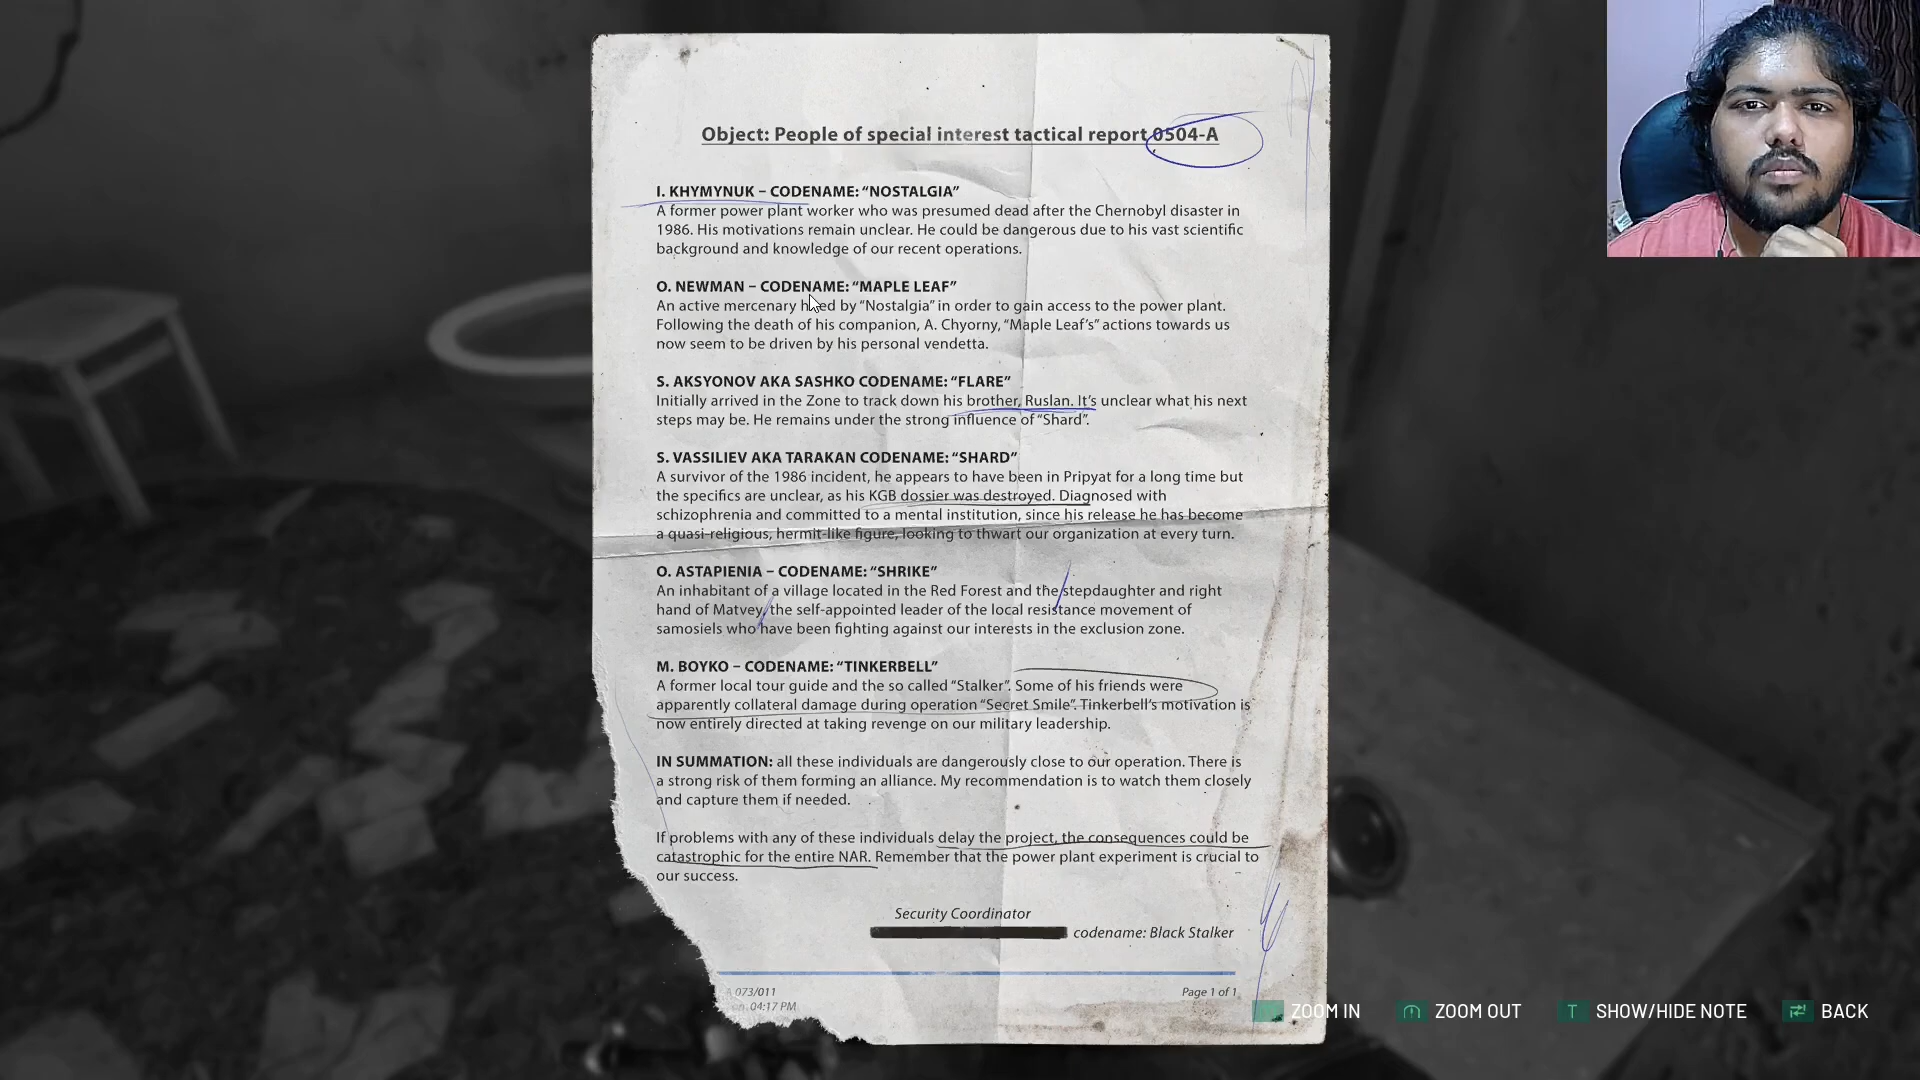 Object: People of special interest tactical report 0504-A
I. KHYMYNUK – CODENAME: “NOSTALGIA”
A former power plant worker who was presumed dead after the Chernobyl disaster in
1986. His motivations remain unclear. He could be dangerous due to his vast scientific
background and knowledge of our recent operations.
O. NEWMAN – CODENAME: “MAPLE LEAF”
An active mercenary hired by “Nostalgia” in order to gain access to the power plant.
Following the death of his companion, A. Chyorny, “Maple Leaf’s” actions towards us
now seem to be driven by his personal vendetta.
S. AKSYONOV AKA SASHKO CODENAME: “FLARE”
Initially arrived in the Zone to track down his brother, Ruslan. It’s unclear what his next
steps may be. He remains under the strong influence of “Shard”.
S. VASSILIEV AKA TARAKAN CODENAME: “SHARD”
A survivor of the 1986 incident, he appears to have been in Pripyat for a long time but
the specifics are unclear, as his KGB dossier was destroyed. Diagnosed with
schizophrenia and committed to a mental institution, since his release he has become
a quasi-religious, hermit-like figure, looking to thwart our organization at every turn.
O. ASTAPIENIA – CODENAME: “SHRIKE”
An inhabitant of a village located in the Red Forest and the stepdaughter and right
hand of Matvey, the self-appointed leader of the local resistance movement of
samosiels who have been fighting against our interests in the exclusion zone.
M. BOYKO – CODENAME: “TINKERBELL”
A former local tour guide and the so called “Stalker”. Some of his friends were
apparently collateral damage during operation “Secret Smile”. Tinkerbell’s motivation is
now entirely directed at taking revenge on our military leadership.
IN SUMMATION: all these individuals are dangerously close to our operation. There is
a strong risk of them forming an alliance. My recommendation is to watch them closely
and capture them if needed.
If problems with any of these individuals delay the project, the consequences could be
catastrophic for the entire NAR. Remember that the power plant experiment is crucial to
our success.
Security Coordinator
codename: Black Stalker
073/011
Page 1 of 1
04:17 PM
ZOOM IN
ZOOM OUT
T SHOW/HIDE NOTE
BACK